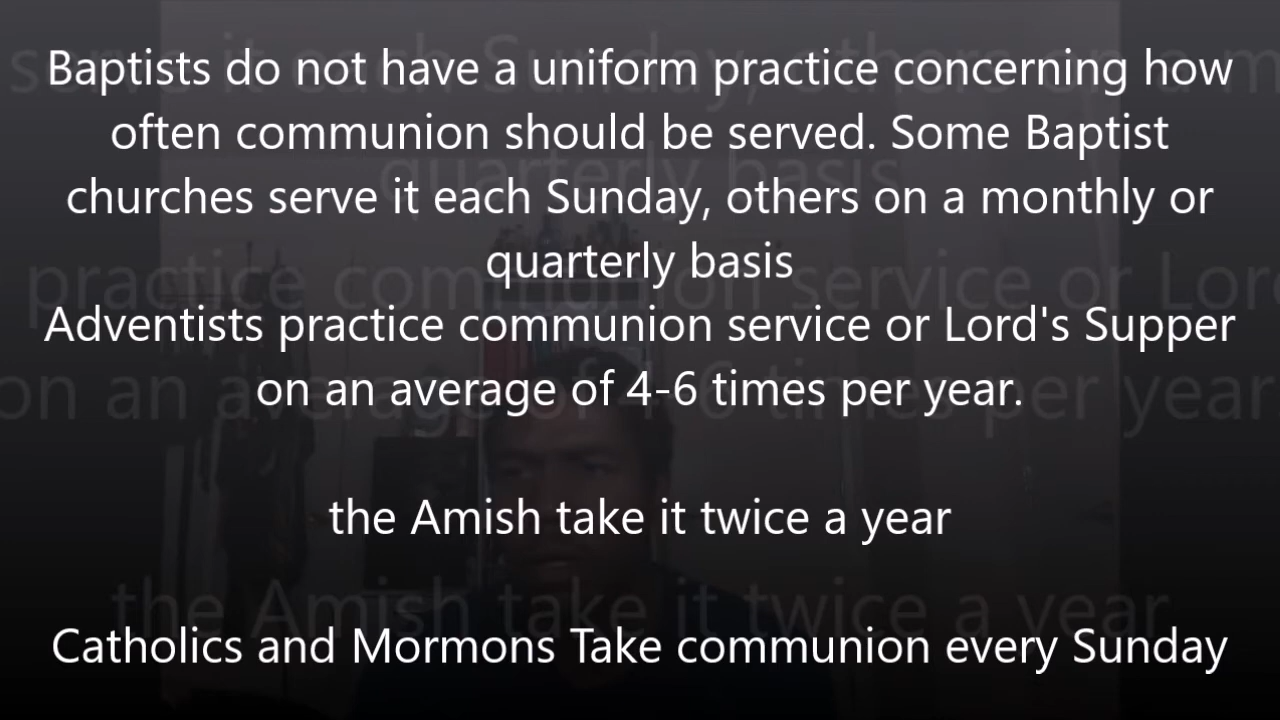 Baptists do not have a uniform practice concerning how
often communion should be served. Some Baptist
churches serve it each Sunday, others on a monthly or
quarterly basis
Adventists practice communion service or Lord's Supper
on an average of 4-6 times per year.
the Amish take it twice a year
Catholics and Mormons Take communion every Sunday